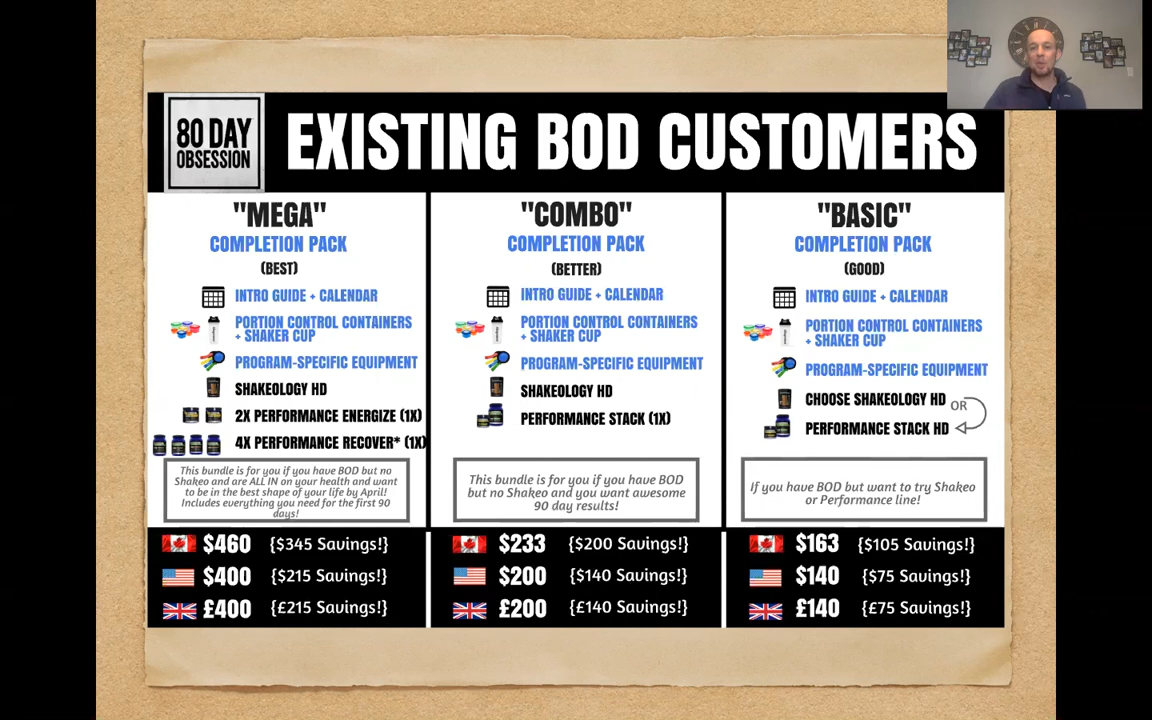 80 DAY
OBSESSION
EXISTING BOD CUSTOMERS
"MEGA"
COMPLETION PACK
(BEST)
INTRO GUIDE + CALENDAR
PORTION CONTROL CONTAINERS
+ SHAKER CUP
PROGRAM-SPECIFIC EQUIPMENT
SHAKEOLOGY HD
2X PERFORMANCE ENERGIZE (1X)
4X PERFORMANCE RECOVER* (1X)
This bundle is for you if you have BOD but no
Shakeo and are ALL IN on your health and want
to be in the best shape of your life by April!
Includes everything you need for the first 90
days!
$460 {$345 Savings!}
$400 {$215 Savings!}
£400 {£215 Savings!}
"COMBO"
COMPLETION PACK
(BETTER)
INTRO GUIDE + CALENDAR
PORTION CONTROL CONTAINERS
+ SHAKER CUP
PROGRAM-SPECIFIC EQUIPMENT
SHAKEOLOGY HD
PERFORMANCE STACK (1X)
This bundle is for you if you have BOD
but no Shakeo and you want awesome
90 day results!
$233 {$200 Savings!}
$200 {$140 Savings!}
£200 {£140 Savings!}
"BASIC"
COMPLETION PACK
(GOOD)
INTRO GUIDE + CALENDAR
PORTION CONTROL CONTAINERS
+ SHAKER CUP
PROGRAM-SPECIFIC EQUIPMENT
CHOOSE SHAKEOLOGY HD
OR
PERFORMANCE STACK HD
If you have BOD but want to try Shakeo
or Performance line!
$163 {$105 Savings!}
$140 {$75 Savings!}
£140 {£75 Savings!}